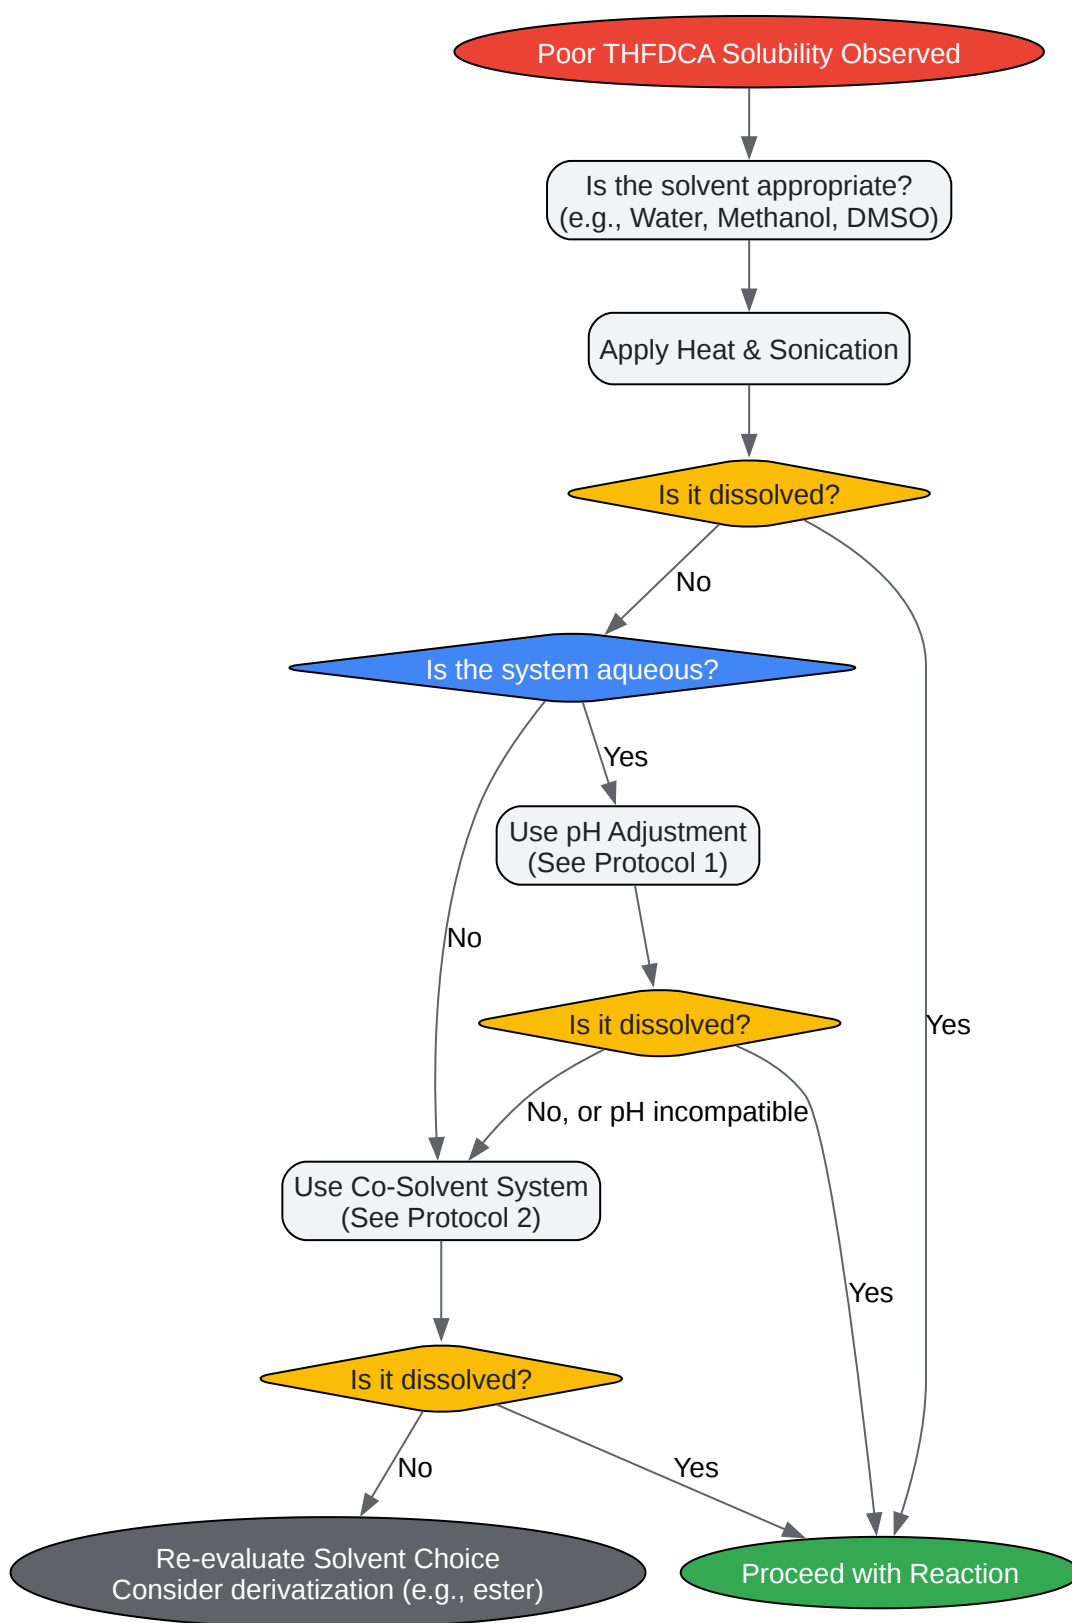 Poor THFDCA Solubility Observed
Is the solvent appropriate?
(e.g., Water, Methanol, DMSO)
Apply Heat & Sonication
Is it dissolved?
No
Is the system aqueous?
Yes
Use pH Adjustment
(See Protocol 1)
No
Is it dissolved?
Yes
No, or pH incompatible
Use Co-Solvent System
(See Protocol 2)
Yes
Is it dissolved?
No
Yes
Re-evaluate Solvent Choice
Consider derivatization (e.g., ester)
Proceed with Reaction